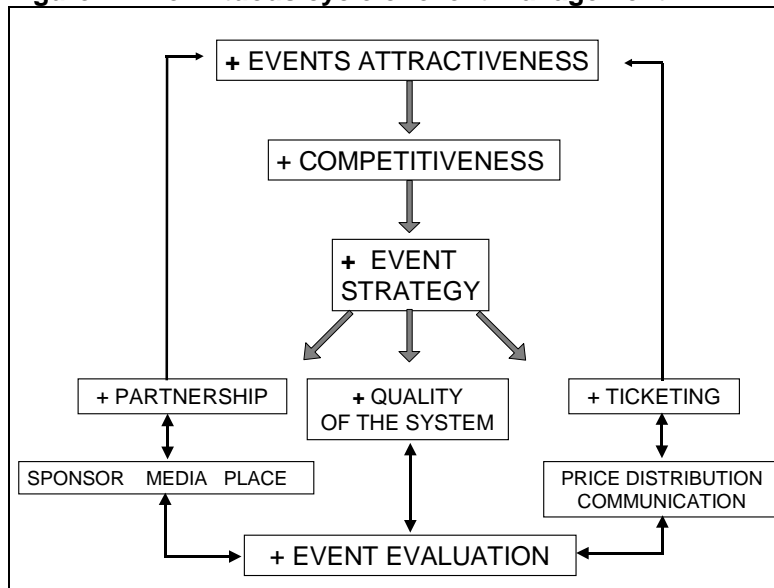 + EVENTS ATTRACTIVENESS
+ COMPETITIVENESS
+ EVENT
STRATEGY
+ PARTNERSHIP
+ QUALITY
OF THE SYSTEM
+ TICKETING
SPONSOR MEDIA PLACE
PRICE DISTRIBUTION
COMMUNICATION
+ EVENT EVALUATION